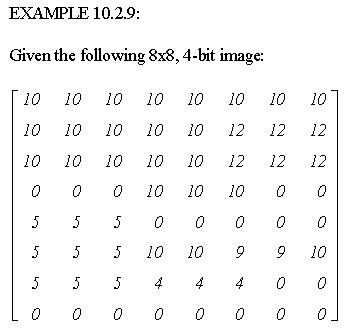 EXAMPLE 10.2.9:
Given the following 8x8, 4-bit image:
10 10 10 10 10 10 10 10
10 10 10 10 10 12 12 12
10 10 10 10 10 12 12 12
0 0 0 10 10 10 0 0
5 5 5 0 0 0 0 0
5 5 5 10 10 9 9 10
5 5 5 4 4 4 0 0
0 0 0 0 0 0 0 0